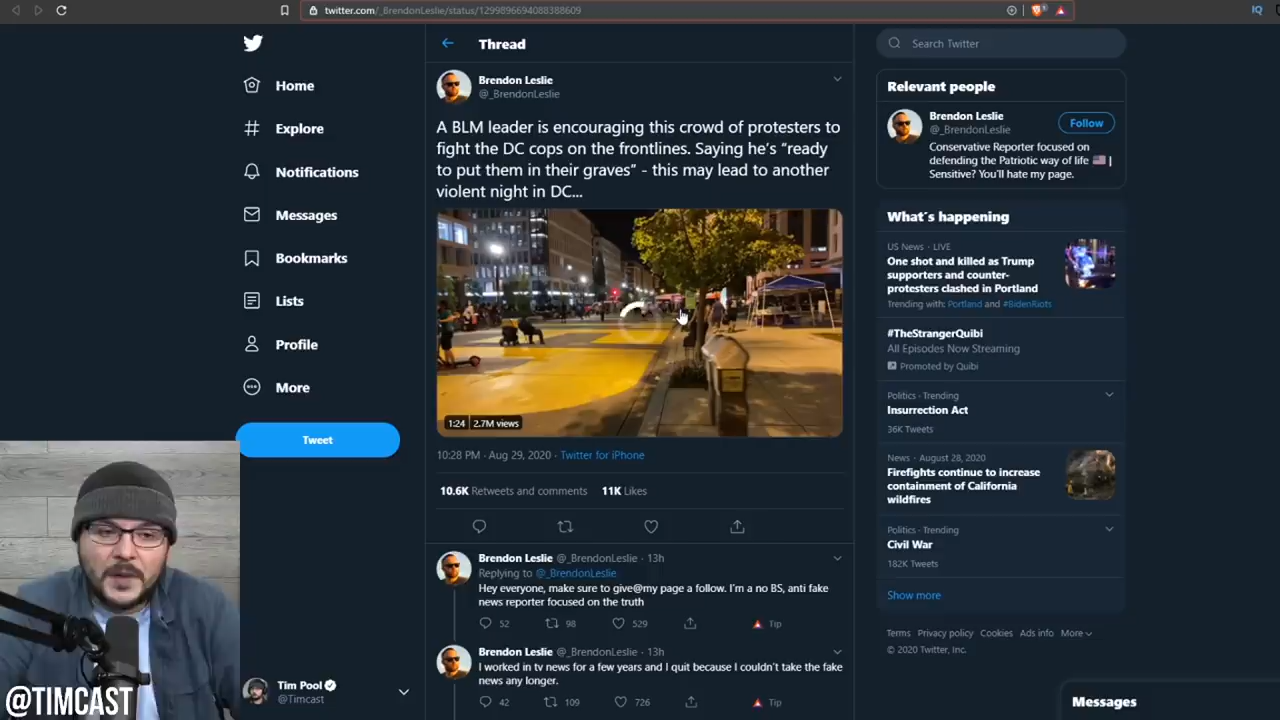 twitter.com/_BrendonLeslie/status/1299896694088388609
IQ
Home
Explore
Notifications
Messages
Bookmarks
Lists
Profile
More
Tweet
Tim Pool
@Timcast
@TIMCAST
Thread
Brendon Leslie
@_BrendonLeslie
A BLM leader is encouraging this crowd of protesters to
fight the DC cops on the frontlines. Saying he's “ready
to put them in their graves” - this may lead to another
violent night in DC...
1:24 2.7M views
10:28 PM · Aug 29, 2020 · Twitter for iPhone
10.6K Retweets and comments 11K Likes
Brendon Leslie @_BrendonLeslie · 13h
Replying to @_BrendonLeslie
Hey everyone, make sure to give@my page a follow. I'm a no BS, anti fake
news reporter focused on the truth
52 98 529 Tip
Brendon Leslie @_BrendonLeslie · 13h
I worked in tv news for a few years and I quit because I couldn't take the fake
news any longer.
42 109 726 Tip
Search Twitter
Relevant people
Brendon Leslie
@_BrendonLeslie
Follow
Conservative Reporter focused on
defending the Patriotic way of life 🇺🇸 |
Sensitive? You'll hate my page.
What's happening
US News · LIVE
One shot and killed as Trump
supporters and counter-
protesters clashed in Portland
Trending with: Portland and #BidenRiots
#TheStrangerQuibi
All Episodes Now Streaming
Promoted by Quibi
Politics · Trending
Insurrection Act
36K Tweets
News · August 28, 2020
Firefights continue to increase
containment of California
wildfires
Politics · Trending
Civil War
182K Tweets
Show more
Terms Privacy policy Cookies Ads info More
© 2020 Twitter, Inc.
Messages